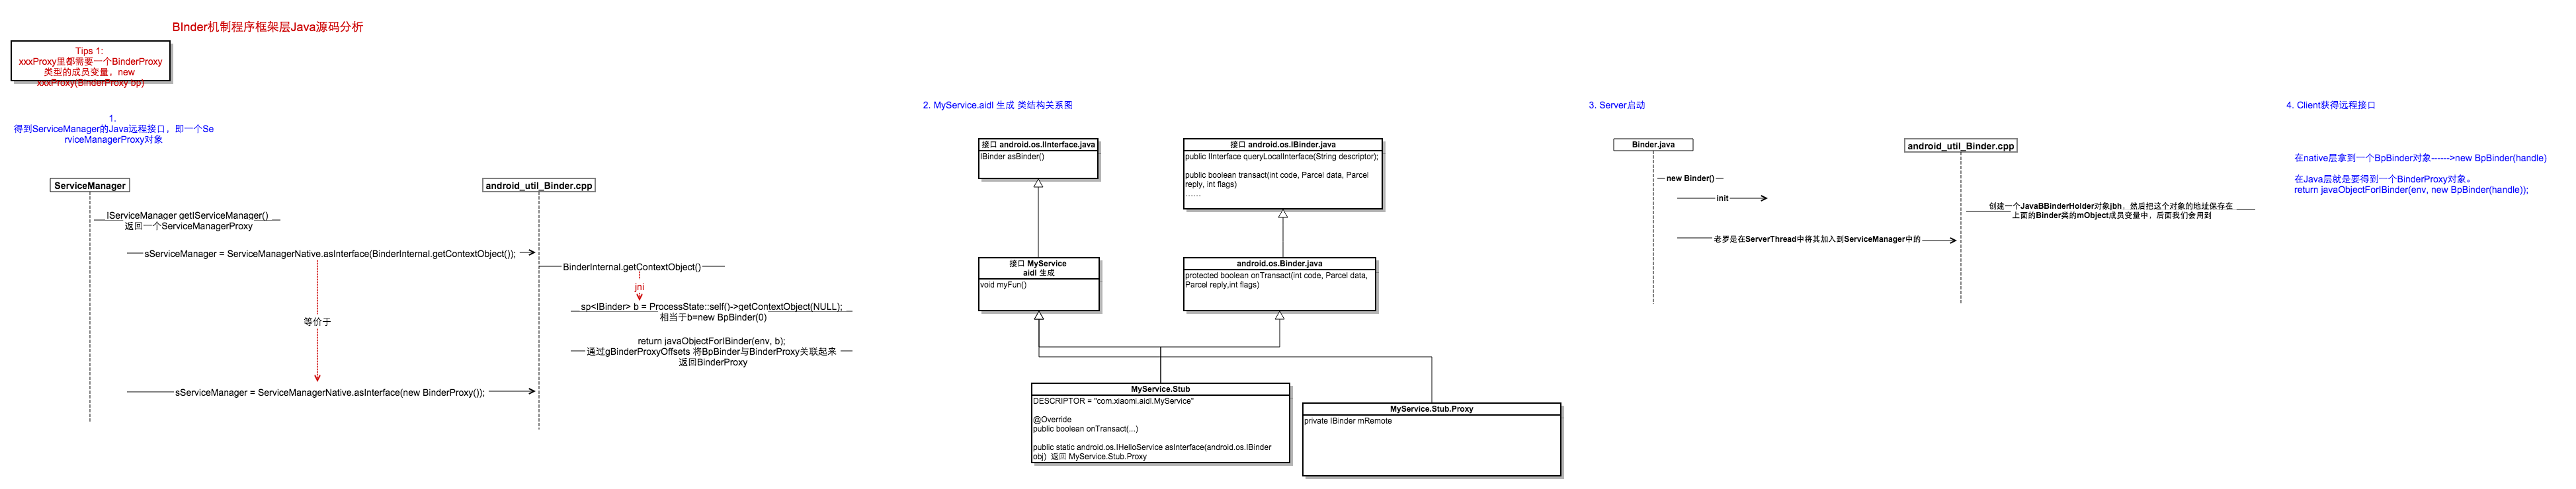 BInder机制程序框架层Java源码分析
Tips 1:
xxxProxy里都需要一个BinderProxy
类型的成员变量，new
xxxProxy(BinderProxy bp)
1.
得到ServiceManager的Java远程接口，即一个Se
rviceManagerProxy对象
ServiceManager
android_util_Binder.cpp
IServiceManager getIServiceManager()
返回一个ServiceManagerProxy
sServiceManager = ServiceManagerNative.asInterface(BinderInternal.getContextObject());
BinderInternal.getContextObject()
jni
sp<IBinder> b = ProcessState::self()->getContextObject(NULL);
相当于b=new BpBinder(0)
等价于
return javaObjectForIBinder(env, b);
通过gBinderProxyOffsets 将BpBinder与BinderProxy关联起来
返回BinderProxy
sServiceManager = ServiceManagerNative.asInterface(new BinderProxy());
2. MyService.aidl 生成 类结构关系图
接口 android.os.IInterface.java
IBinder asBinder()
接口 android.os.IBinder.java
public IInterface queryLocalInterface(String descriptor);
public boolean transact(int code, Parcel data, Parcel
reply, int flags)
……
接口 MyService
aidl 生成
void myFun()
android.os.Binder.java
protected boolean onTransact(int code, Parcel data,
Parcel reply,int flags)
MyService.Stub
DESCRIPTOR = "com.xiaomi.aidl.MyService"
@Override
public boolean onTransact(...)
public static android.os.IHelloService asInterface(android.os.IBinder
obj)  返回 MyService.Stub.Proxy
MyService.Stub.Proxy
private IBinder mRemote
3. Server启动
Binder.java
android_util_Binder.cpp
new Binder()
init
创建一个JavaBBinderHolder对象jbh，然后把这个对象的地址保存在
上面的Binder类的mObject成员变量中，后面我们会用到
老罗是在ServerThread中将其加入到ServiceManager中的
4. Client获得远程接口
在native层拿到一个BpBinder对象------>new BpBinder(handle)
在Java层就是要得到一个BinderProxy对象。
return javaObjectForIBinder(env, new BpBinder(handle));